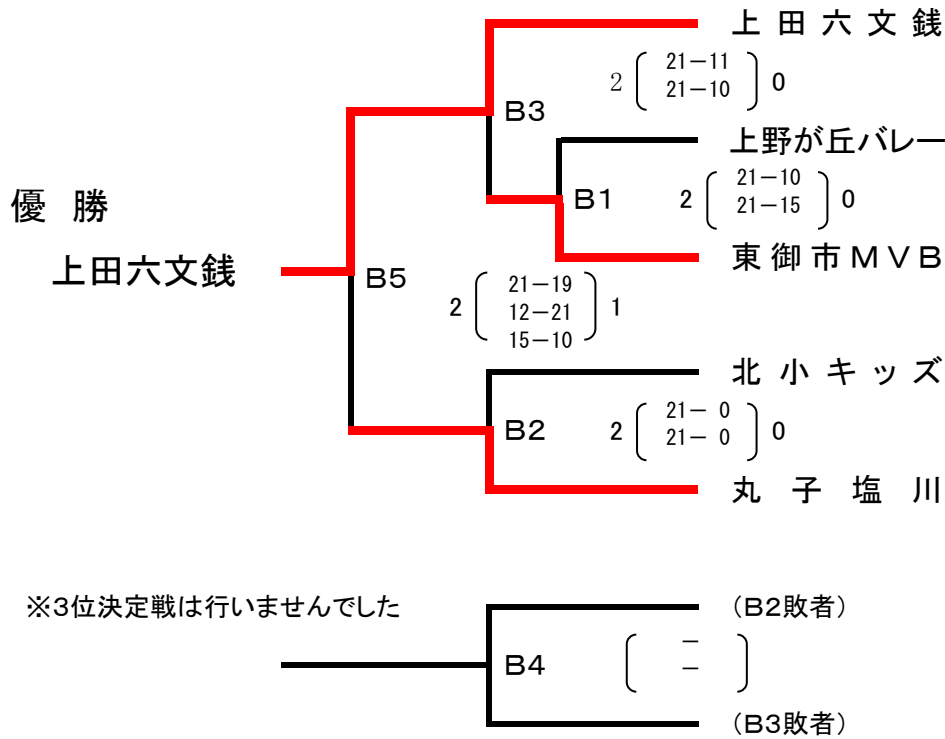 上田六文銭
2 21－11 0
21－10
B3
上野が丘バレー
優 勝
B1
2 21－10 0
21－15
上田六文銭
東御市MVB
B5
2 21－19 1
12－21
15－10
北小キッズ
B2
2 21－ 0 0
21－ 0
丸子塩川
※3位決定戦は行いませんでした
（B2敗者）
B4
－
－
（B3敗者）